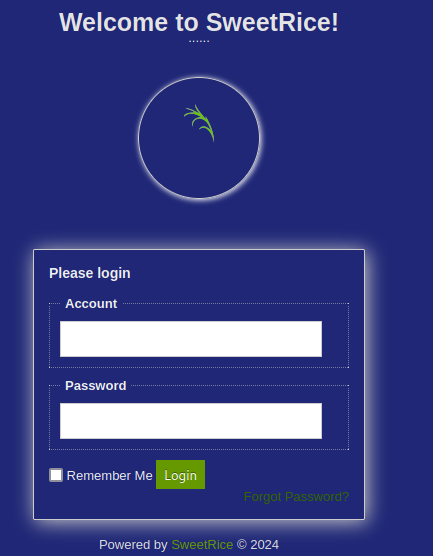 Welcome to SweetRice!
......
Please login
Account
Password
Remember Me Login
Forgot Password?
Powered by SweetRice © 2024